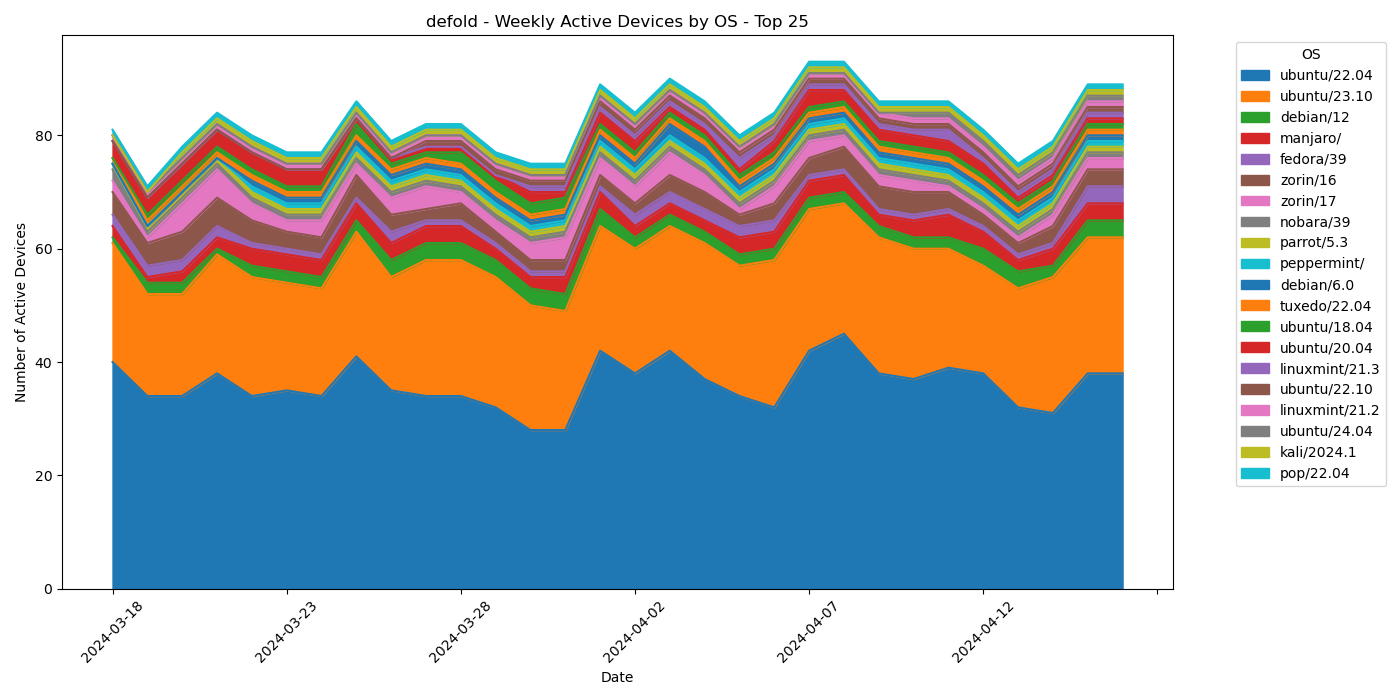 defold - Weekly Active Devices by OS - Top 25
Number of Active Devices
80
60
40
20
0
2024-03-18
2024-03-23
2024-03-28
2024-04-02
2024-04-07
2024-04-12
Date
OS
ubuntu/22.04
ubuntu/23.10
debian/12
manjaro/
fedora/39
zorin/16
zorin/17
nobara/39
parrot/5.3
peppermint/
debian/6.0
tuxedo/22.04
ubuntu/18.04
ubuntu/20.04
linuxmint/21.3
ubuntu/22.10
linuxmint/21.2
ubuntu/24.04
kali/2024.1
pop/22.04